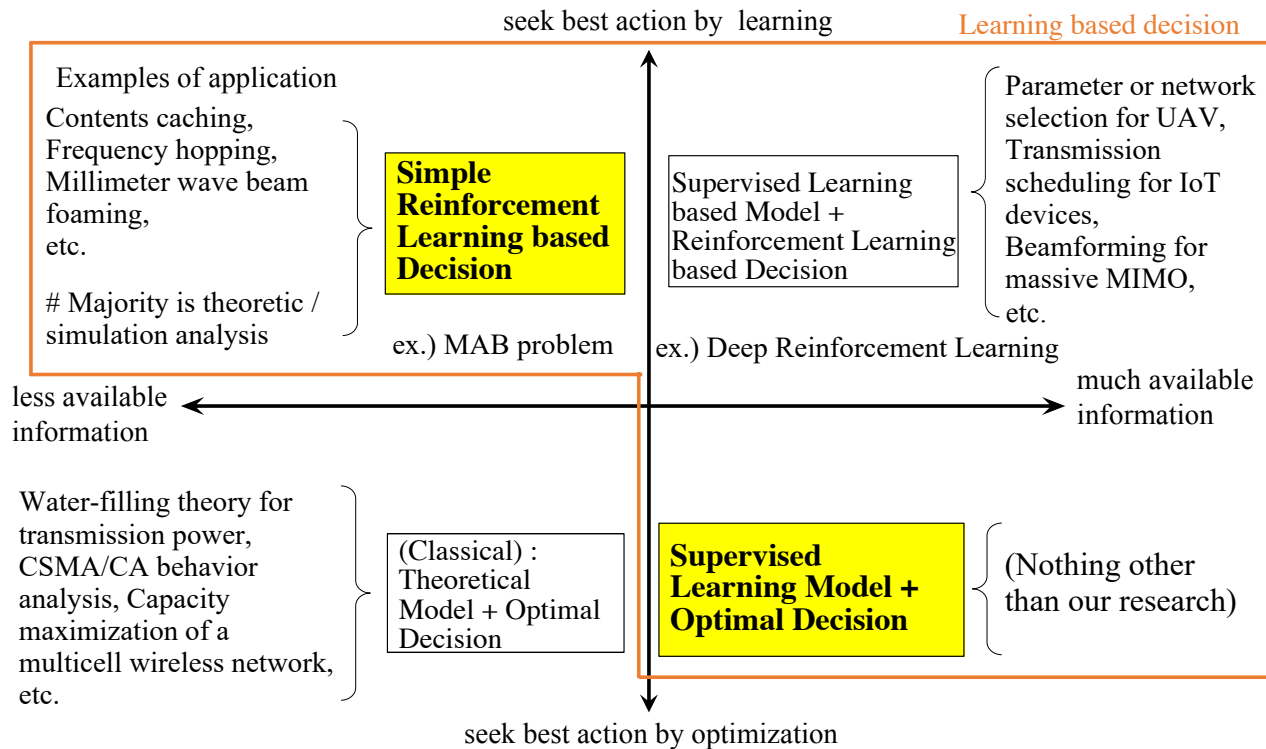 seek best action by learning
Learning based decision
Examples of application
Contents caching,
Frequency hopping,
Millimeter wave beam
foaming,
etc.
# Majority is theoretic /
simulation analysis
Simple
Reinforcement
Learning based
Decision
ex.) MAB problem
Supervised Learning
based Model +
Reinforcement Learning
based Decision
ex.) Deep Reinforcement Learning
Parameter or network
selection for UAV,
Transmission
scheduling for IoT
devices,
Beamforming for
massive MIMO,
etc.
less available
information
much available
information
Water-filling theory for
transmission power,
CSMA/CA behavior
analysis, Capacity
maximization of a
multicell wireless network,
etc.
(Classical) :
Theoretical
Model + Optimal
Decision
Supervised
Learning Model +
Optimal Decision
(Nothing other
than our research)
seek best action by optimization